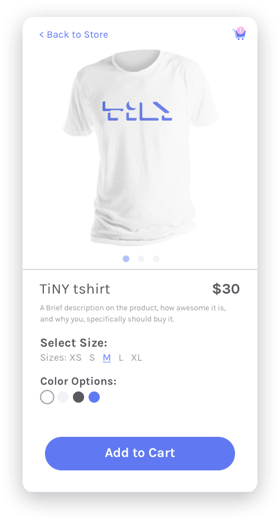 < Back to Store
TiNY tshirt
$30
A Brief description on the product, how awesome it is,
and why you, specifically should buy it.
Select Size:
Sizes: XS S M L XL
Color Options:
Add to Cart